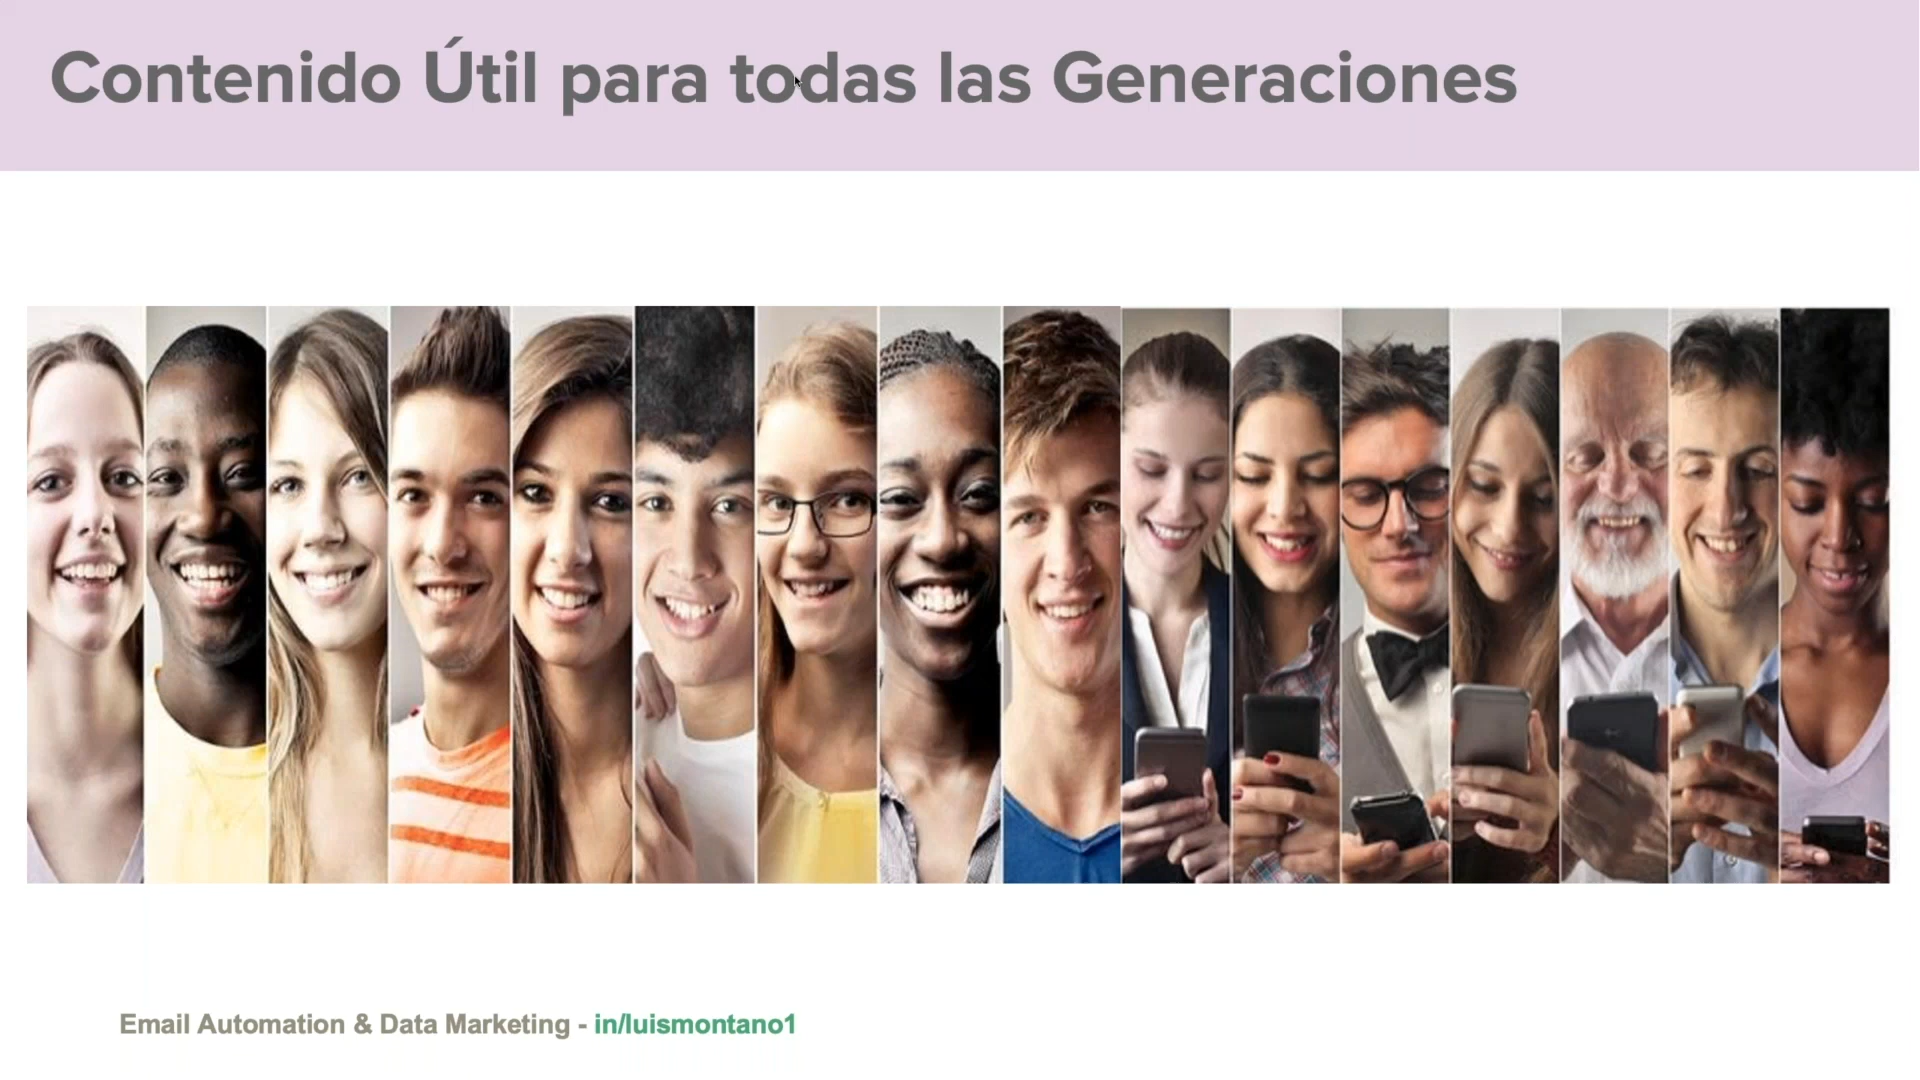 Contenido Útil para todas las Generaciones
Email Automation & Data Marketing - in/luismontano1